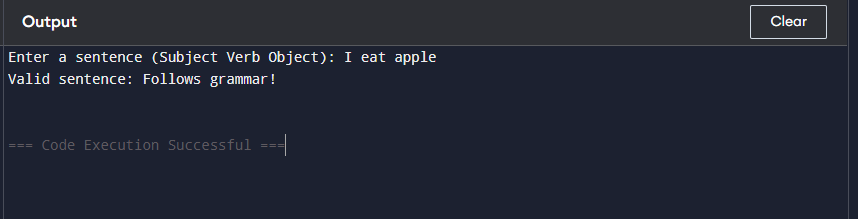 Output
Clear
Enter a sentence (Subject Verb Object): I eat apple
Valid sentence: Follows grammar!
=== Code Execution Successful ===